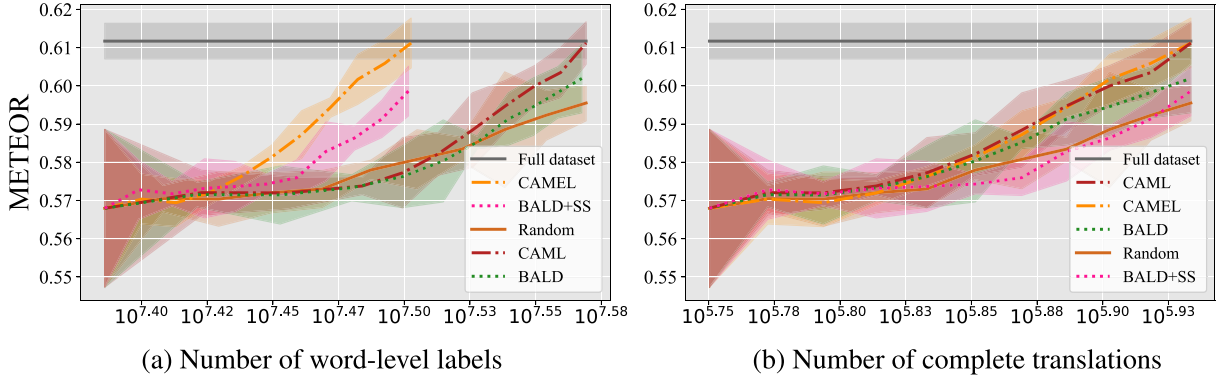 METEOR
0.62
0.61
0.60
0.59
0.58
0.57
0.56
0.55
Full dataset
CAMEL
BALD+SS
Random
CAML
BALD
10^7.40
10^7.42
10^7.45
10^7.47
10^7.50
10^7.53
10^7.55
10^7.58
(a) Number of word-level labels
0.62
0.61
0.60
0.59
0.58
0.57
0.56
0.55
Full dataset
CAML
CAMEL
BALD
Random
BALD+SS
10^5.75
10^5.78
10^5.80
10^5.83
10^5.85
10^5.88
10^5.90
10^5.93
(b) Number of complete translations